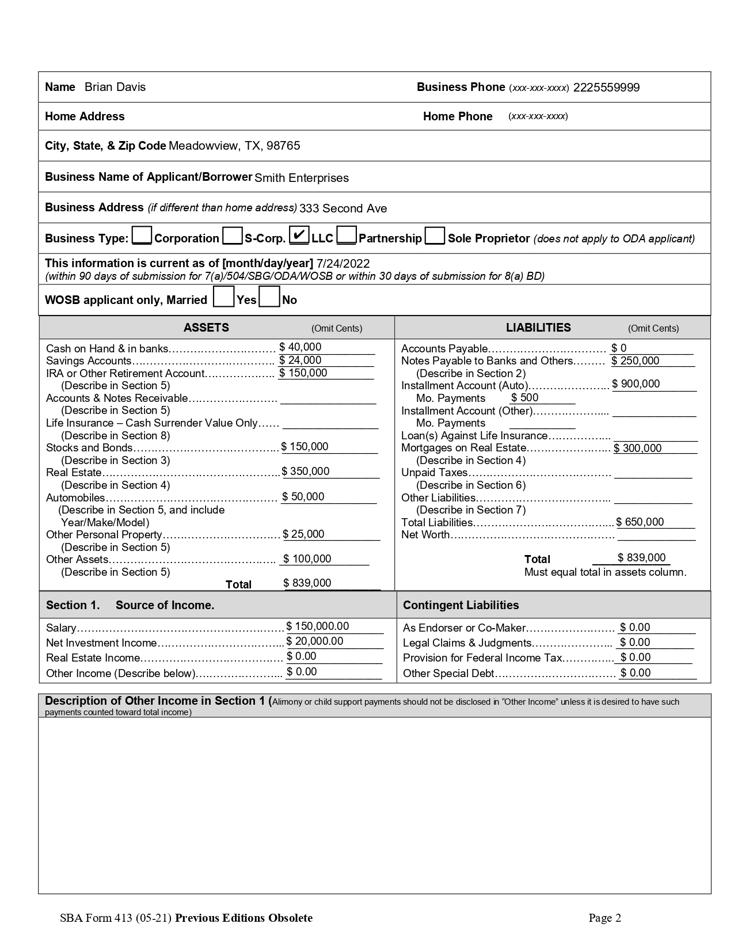 Name Brian Davis Business Phone (xxx-xxx-xxxx) 2225559999
Home Address Home Phone (xxx-xxx-xxxx)
City, State, & Zip Code Meadowview, TX, 98765
Business Name of Applicant/Borrower Smith Enterprises
Business Address (if different than home address) 333 Second Ave
Business Type: Corporation S-Corp. ✔ LLC Partnership Sole Proprietor (does not apply to ODA applicant)
This information is current as of [month/day/year] 7/24/2022
(within 90 days of submission for 7(a)/504/SBG/ODA/WOSB or within 30 days of submission for 8(a) BD)
WOSB applicant only, Married Yes No
ASSETS (Omit Cents)
Cash on Hand & in banks………………………… $ 40,000
Savings Accounts………………………………….. $ 24,000
IRA or Other Retirement Account……………….. $ 150,000
(Describe in Section 5)
Accounts & Notes Receivable…………………….
(Describe in Section 5)
Life Insurance – Cash Surrender Value Only……
(Describe in Section 8)
Stocks and Bonds………………………………….. $ 150,000
(Describe in Section 3)
Real Estate………………………………………….. $ 350,000
(Describe in Section 4)
Automobiles………………………………………… $ 50,000
(Describe in Section 5, and include
Year/Make/Model)
Other Personal Property…………………………… $ 25,000
(Describe in Section 5)
Other Assets……………………………………….. $ 100,000
(Describe in Section 5)
Total $ 839,000
LIABILITIES (Omit Cents)
Accounts Payable…………………………… $ 0
Notes Payable to Banks and Others……… $ 250,000
(Describe in Section 2)
Installment Account (Auto)………………….. $ 900,000
Mo. Payments $ 500
Installment Account (Other)………………...
Mo. Payments
Loan(s) Against Life Insurance……………...
Mortgages on Real Estate…………………... $ 300,000
(Describe in Section 4)
Unpaid Taxes………………………………….
(Describe in Section 6)
Other Liabilities………………………………..
(Describe in Section 7)
Total Liabilities………………………………….. $ 650,000
Net Worth……………………………………….
Total $ 839,000
Must equal total in assets column.
Section 1. Source of Income.
Salary………………………………………………… $ 150,000.00
Net Investment Income…………………………….. $ 20,000.00
Real Estate Income…………………………………. $ 0.00
Other Income (Describe below)…………………… $ 0.00
Contingent Liabilities
As Endorser or Co-Maker……………………. $ 0.00
Legal Claims & Judgments………………….. $ 0.00
Provision for Federal Income Tax…………… $ 0.00
Other Special Debt……………………………. $ 0.00
Description of Other Income in Section 1 (Alimony or child support payments should not be disclosed in "Other Income" unless it is desired to have such
payments counted toward total income)
SBA Form 413 (05-21) Previous Editions Obsolete Page 2